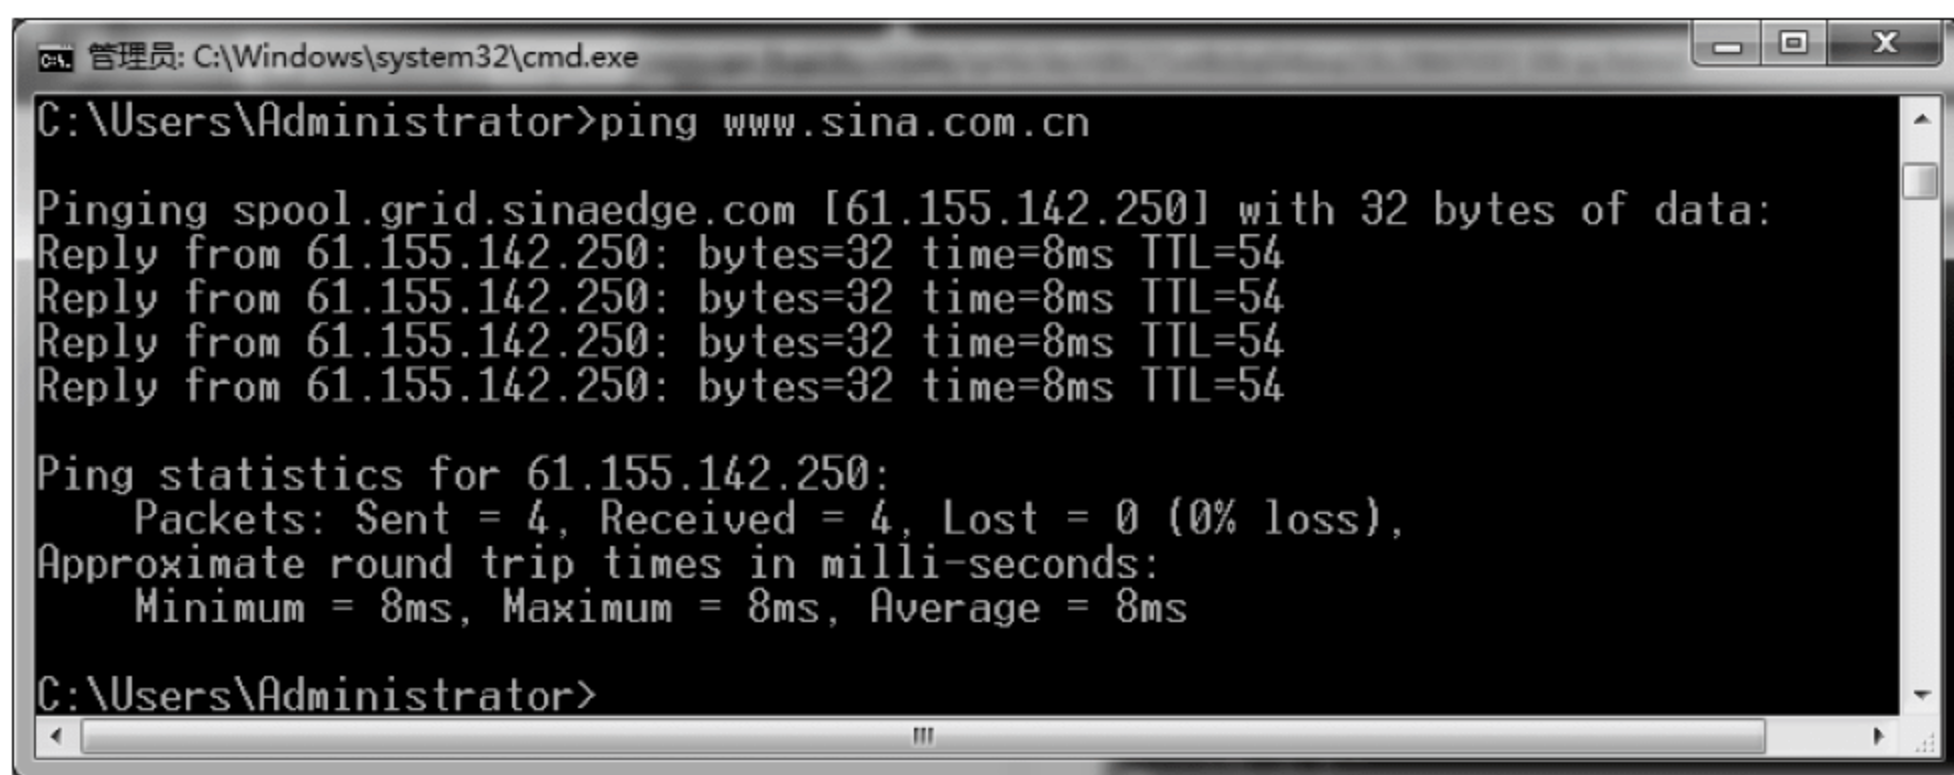 管理员: C:\Windows\system32\cmd.exe
C:\Users\Administrator>ping www.sina.com.cn
Pinging spool.grid.sinaedge.com [61.155.142.250] with 32 bytes of data:
Reply from 61.155.142.250: bytes=32 time=8ms TTL=54
Reply from 61.155.142.250: bytes=32 time=8ms TTL=54
Reply from 61.155.142.250: bytes=32 time=8ms TTL=54
Reply from 61.155.142.250: bytes=32 time=8ms TTL=54
Ping statistics for 61.155.142.250:
Packets: Sent = 4, Received = 4, Lost = 0 (0% loss),
Approximate round trip times in milli-seconds:
Minimum = 8ms, Maximum = 8ms, Average = 8ms
C:\Users\Administrator>